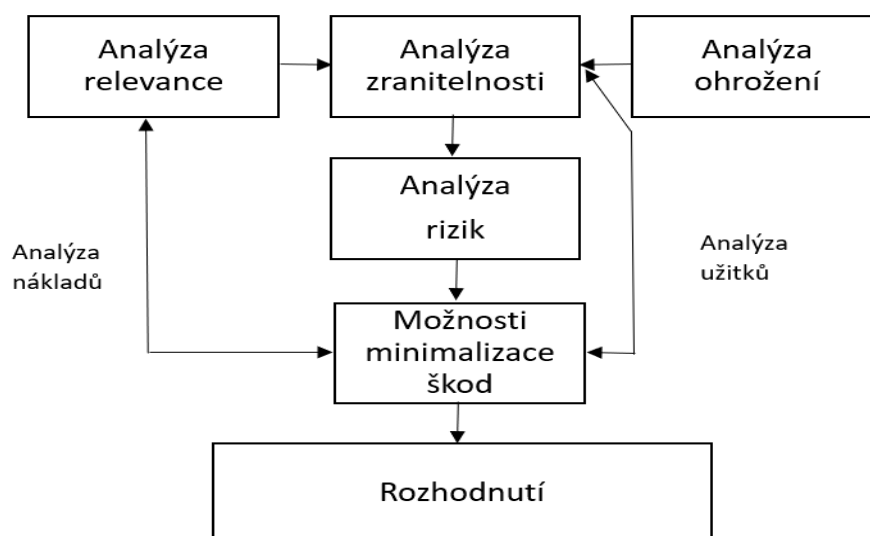 Analýza
relevance
Analýza
zranitelnosti
Analýza
ohrožení
Analýza
rizik
Analýza
nákladů
Analýza
užitků
Možnosti
minimalizace
škod
Rozhodnutí